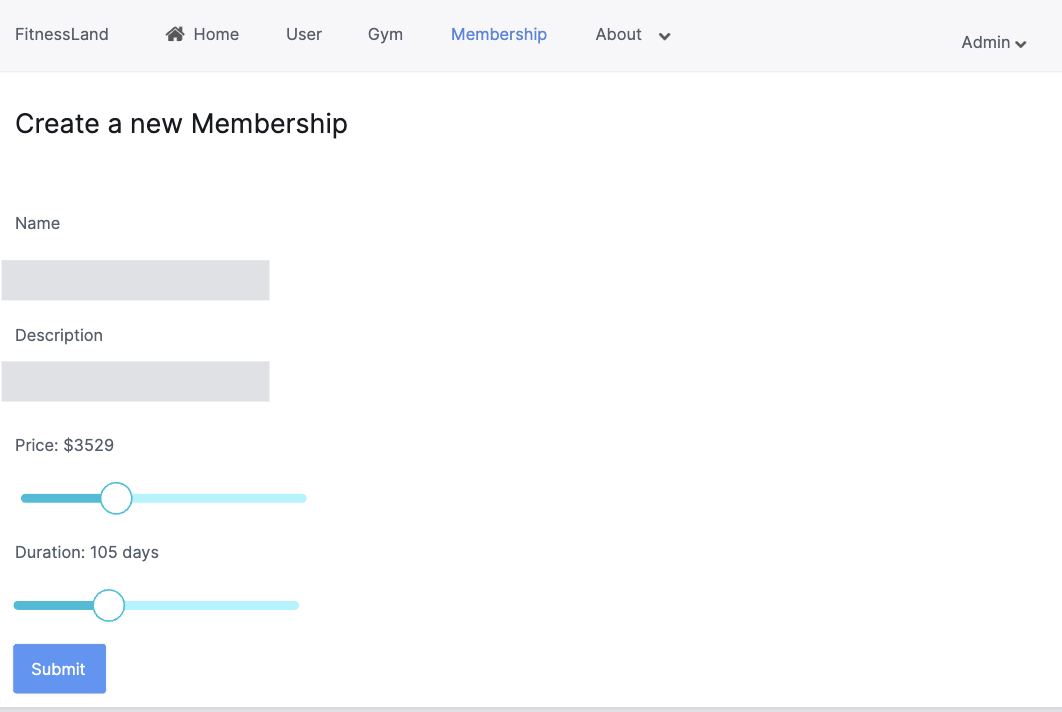 FitnessLand Home User Gym Membership About Admin
Create a new Membership
Name
Description
Price: $3529
Duration: 105 days
Submit